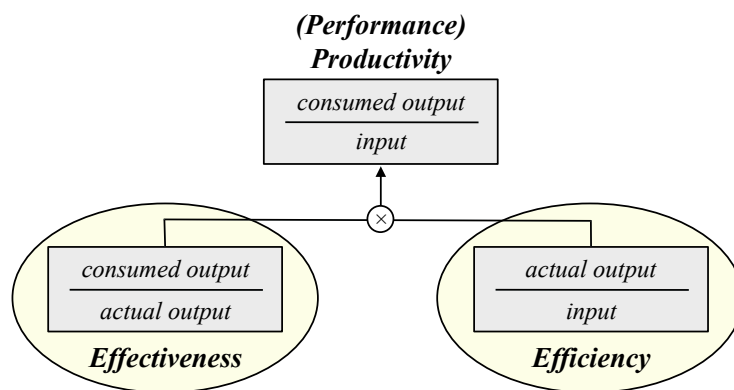 (Performance)
Productivity
consumed output
input
×
consumed output
actual output
Effectiveness
actual output
input
Efficiency